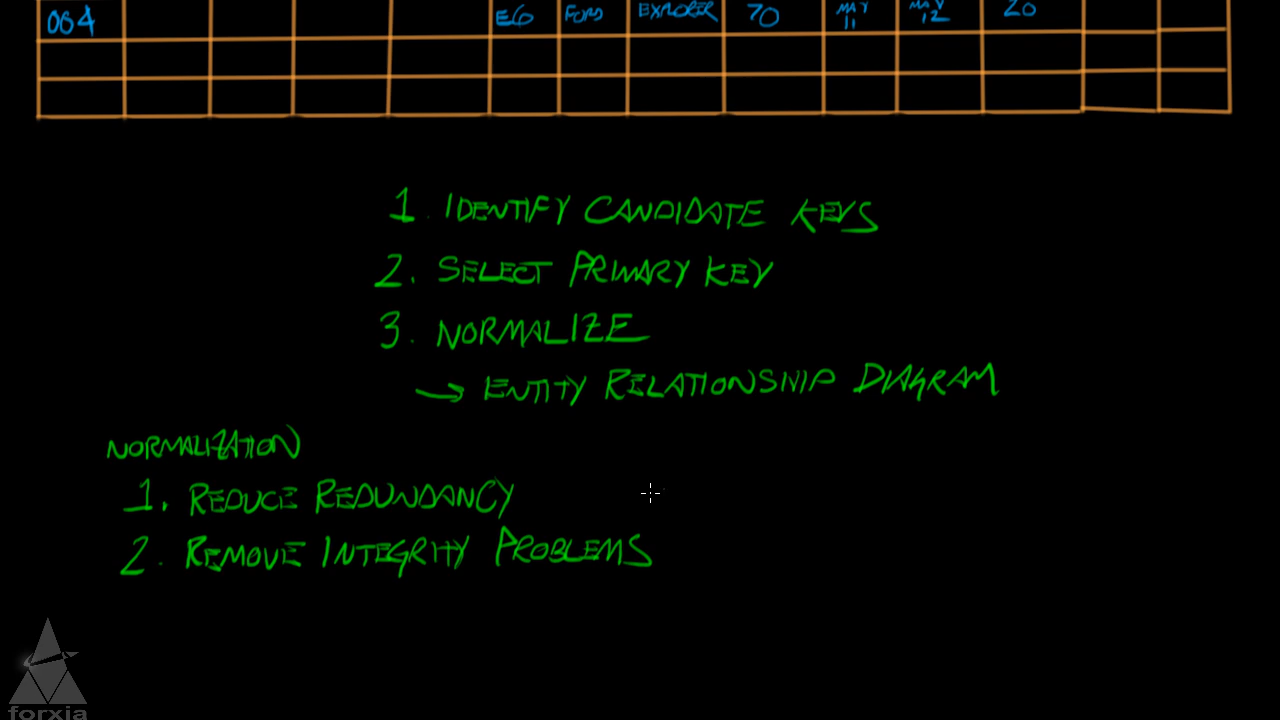 004 E6 FORD EXPLORER 70 MAY 11 MAY 12 20
1. IDENTIFY CANDIDATE KEYS
2. SELECT PRIMARY KEY
3. NORMALIZE
→ ENTITY RELATIONSHIP DIAGRAM
NORMALIZATION
1. REDUCE REDUNDANCY
2. REMOVE INTEGRITY PROBLEMS
forxia